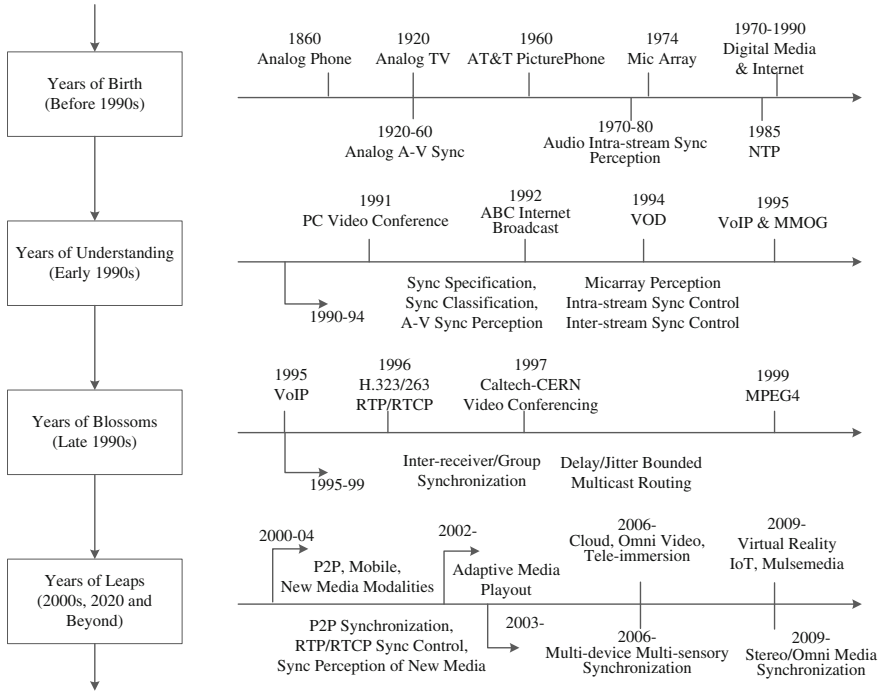 Years of Birth
(Before 1990s)
1860
Analog Phone
1920
Analog TV
1960
AT&T PicturePhone
1974
Mic Array
1970-1990
Digital Media
& Internet
1920-60
Analog A-V Sync
1970-80
Audio Intra-stream Sync
Perception
1985
NTP
Years of Understanding
(Early 1990s)
1991
PC Video Conference
1992
ABC Internet
Broadcast
1994
VOD
1995
VoIP & MMOG
1990-94
Sync Specification,
Sync Classification,
A-V Sync Perception
Micarray Perception
Intra-stream Sync Control
Inter-stream Sync Control
Years of Blossoms
(Late 1990s)
1995
VoIP
1996
H.323/263
RTP/RTCP
1997
Caltech-CERN
Video Conferencing
1999
MPEG4
1995-99
Inter-receiver/Group
Synchronization
Delay/Jitter Bounded
Multicast Routing
Years of Leaps
(2000s, 2020 and
Beyond)
2000-04
P2P, Mobile,
New Media Modalities
2002-
Adaptive Media
Playout
2006-
Cloud, Omni Video,
Tele-immersion
2009-
Virtual Reality
IoT, Mulsemedia
P2P Synchronization,
RTP/RTCP Sync Control,
Sync Perception of New Media
2003-
2006-
Multi-device Multi-sensory
Synchronization
2009-
Stereo/Omni Media
Synchronization